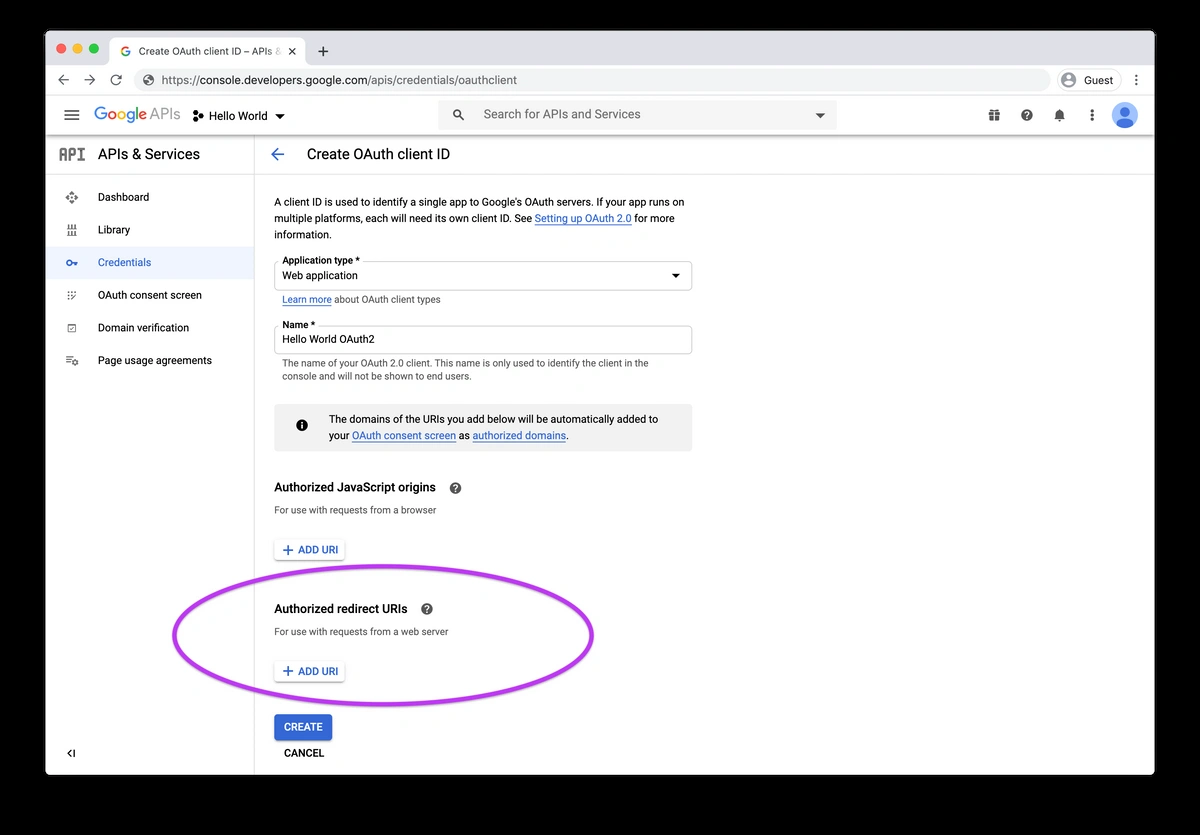 Create OAuth client ID – APIs &
https://console.developers.google.com/apis/credentials/oauthclient
Guest
Google APIs
Hello World
Search for APIs and Services
API APIs & Services
Create OAuth client ID
Dashboard
Library
Credentials
OAuth consent screen
Domain verification
Page usage agreements
A client ID is used to identify a single app to Google's OAuth servers. If your app runs on
multiple platforms, each will need its own client ID. See Setting up OAuth 2.0 for more
information.
Application type *
Web application
Learn more about OAuth client types
Name *
Hello World OAuth2
The name of your OAuth 2.0 client. This name is only used to identify the client in the
console and will not be shown to end users.
The domains of the URIs you add below will be automatically added to
your OAuth consent screen as authorized domains.
Authorized JavaScript origins
For use with requests from a browser
+ ADD URI
Authorized redirect URIs
For use with requests from a web server
+ ADD URI
CREATE
CANCEL